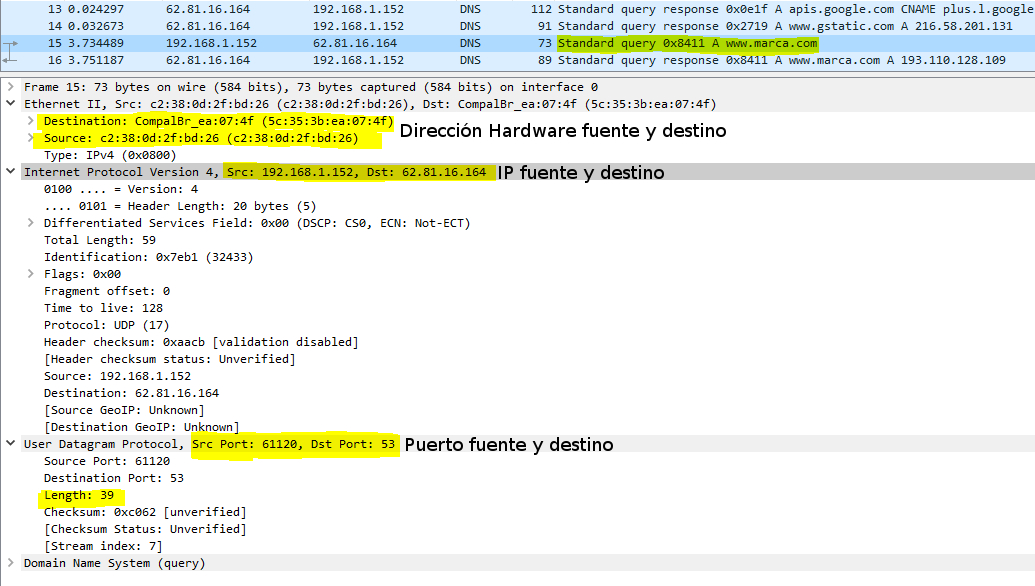 13 0.024297 62.81.16.164 192.168.1.152 DNS 112 Standard query response 0x0e1f A apis.google.com CNAME plus.l.google
14 0.032673 62.81.16.164 192.168.1.152 DNS 91 Standard query response 0x2719 A www.gstatic.com A 216.58.201.131
15 3.734489 192.168.1.152 62.81.16.164 DNS 73 Standard query 0x8411 A www.marca.com
16 3.751187 62.81.16.164 192.168.1.152 DNS 89 Standard query response 0x8411 A www.marca.com A 193.110.128.109
Frame 15: 73 bytes on wire (584 bits), 73 bytes captured (584 bits) on interface 0
Ethernet II, Src: c2:38:0d:2f:bd:26 (c2:38:0d:2f:bd:26), Dst: CompalBr_ea:07:4f (5c:35:3b:ea:07:4f)
Destination: CompalBr_ea:07:4f (5c:35:3b:ea:07:4f)
Dirección Hardware fuente y destino
Source: c2:38:0d:2f:bd:26 (c2:38:0d:2f:bd:26)
Type: IPv4 (0x0800)
Internet Protocol Version 4, Src: 192.168.1.152, Dst: 62.81.16.164 IP fuente y destino
0100 .... = Version: 4
.... 0101 = Header Length: 20 bytes (5)
Differentiated Services Field: 0x00 (DSCP: CS0, ECN: Not-ECT)
Total Length: 59
Identification: 0x7eb1 (32433)
Flags: 0x00
Fragment offset: 0
Time to live: 128
Protocol: UDP (17)
Header checksum: 0xaacb [validation disabled]
[Header checksum status: Unverified]
Source: 192.168.1.152
Destination: 62.81.16.164
[Source GeoIP: Unknown]
[Destination GeoIP: Unknown]
User Datagram Protocol, Src Port: 61120, Dst Port: 53 Puerto fuente y destino
Source Port: 61120
Destination Port: 53
Length: 39
Checksum: 0xc062 [unverified]
[Checksum Status: Unverified]
[Stream index: 7]
Domain Name System (query)